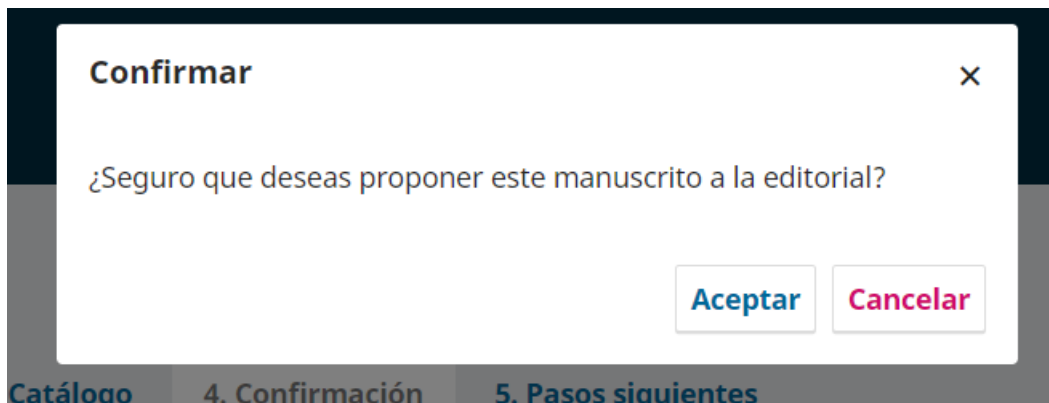 Confirmar
×
¿Seguro que deseas proponer este manuscrito a la editorial?
Aceptar Cancelar
Catálogo 4. Confirmación 5. Pasos siguientes